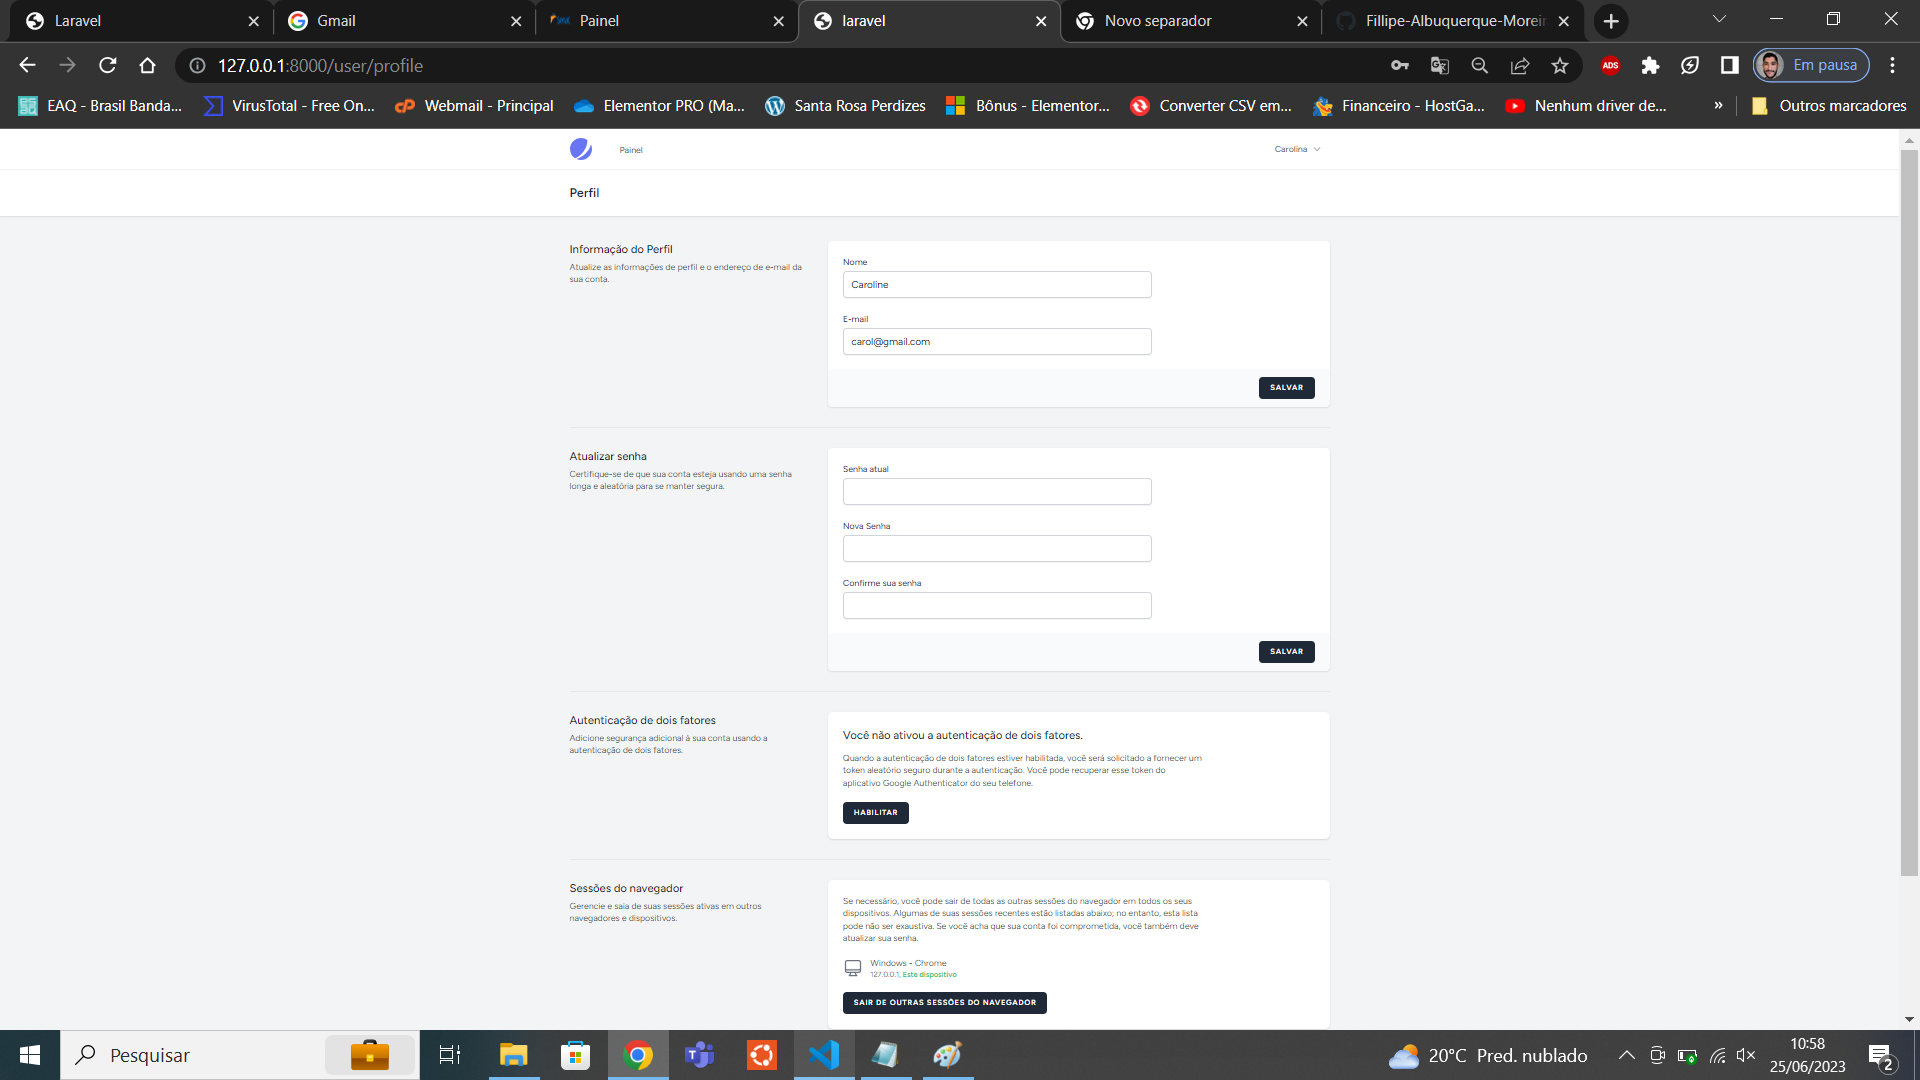 Laravel
Gmail
Painel
laravel
Novo separador
Fillipe-Albuquerque-Moreir
127.0.0.1:8000/user/profile
ADS
Em pausa
EAQ - Brasil Banda...
VirusTotal - Free On...
Webmail - Principal
Elementor PRO (Ma...
Santa Rosa Perdizes
Bônus - Elementor...
Converter CSV em...
Financeiro - HostGa...
Nenhum driver de...
»
Outros marcadores
Painel
Carolina
Perfil
Informação do Perfil
Atualize as informações de perfil e o endereço de e-mail da
sua conta.
Nome
Caroline
E-mail
carol@gmail.com
SALVAR
Atualizar senha
Certifique-se de que sua conta esteja usando uma senha
longa e aleatória para se manter segura.
Senha atual
Nova Senha
Confirme sua senha
SALVAR
Autenticação de dois fatores
Adicione segurança adicional à sua conta usando a
autenticação de dois fatores.
Você não ativou a autenticação de dois fatores.
Quando a autenticação de dois fatores estiver habilitada, você será solicitado a fornecer um
token aleatório seguro durante a autenticação. Você pode recuperar esse token do
aplicativo Google Authenticator do seu telefone.
HABILITAR
Sessões do navegador
Gerencie e saia de suas sessões ativas em outros
navegadores e dispositivos.
Se necessário, você pode sair de todas as outras sessões do navegador em todos os seus
dispositivos. Algumas de suas sessões recentes estão listadas abaixo; no entanto, esta lista
pode não ser exaustiva. Se você acha que sua conta foi comprometida, você também deve
atualizar sua senha.
Windows - Chrome
127.0.0.1, Este dispositivo
SAIR DE OUTRAS SESSÕES DO NAVEGADOR
Pesquisar
20°C Pred. nublado
10:58
25/06/2023
2